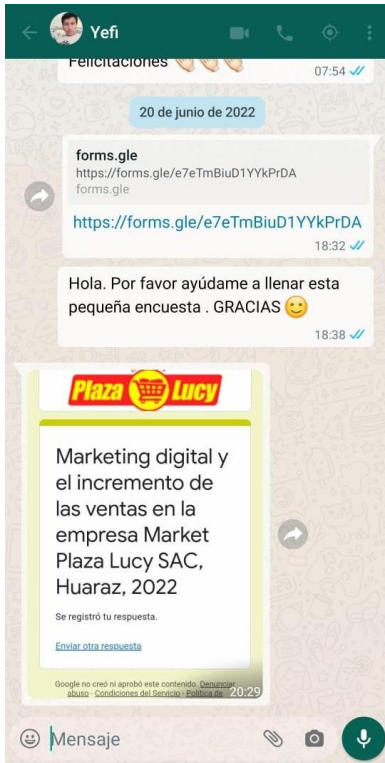 Yefi
Felicitaciones
07:54
20 de junio de 2022
forms.gle
https://forms.gle/e7eTmBiuD1YYkPrDA
forms.gle
https://forms.gle/e7eTmBiuD1YYkPrDA
18:32
Hola. Por favor ayúdame a llenar esta
pequeña encuesta . GRACIAS
18:38
Plaza Lucy
Marketing digital y
el incremento de
las ventas en la
empresa Market
Plaza Lucy SAC,
Huaraz, 2022
Se registró tu respuesta.
Enviar otra respuesta
Google no creó ni aprobó este contenido. Denunciar
abuso - Condiciones del Servicio - Política de
20:29
Mensaje